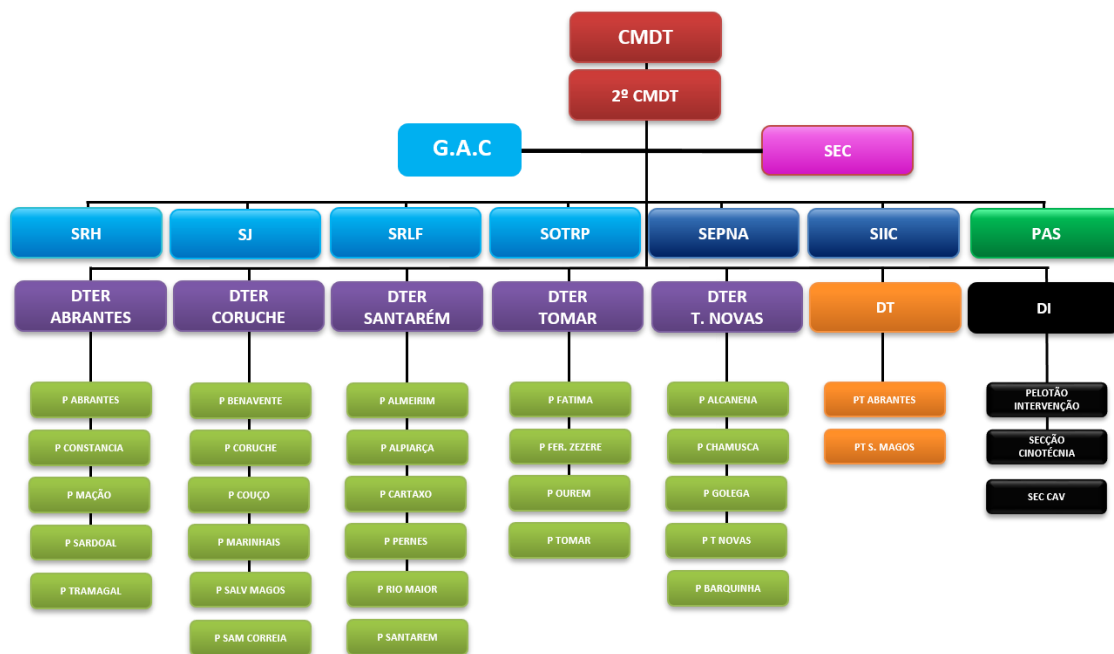 CMDT
2º CMDT
G.A.C
SEC
SRH
SJ
SRLF
SOTRP
SEPNA
SIIC
PAS
DTER
ABRANTES
DTER
CORUCHE
DTER
SANTARÉM
DTER
TOMAR
DTER
T. NOVAS
DT
DI
P ABRANTES
P CONSTANCIA
P MAÇÃO
P SARDOAL
P TRAMAGAL
P BENAVENTE
P CORUCHE
P COUÇO
P MARINHAIS
P SALV MAGOS
P SAM CORREIA
P ALMEIRIM
P ALPIARÇA
P CARTAXO
P PERNES
P RIO MAIOR
P SANTAREM
P FATIMA
P FER. ZEZERE
P OUREM
P TOMAR
P ALCANENA
P CHAMUSCA
P GOLEGA
P T NOVAS
P BARQUINHA
PT ABRANTES
PT S. MAGOS
PELOTÃO
INTERVENÇÃO
SECÇÃO
CINOTÉCNIA
SEC CAV